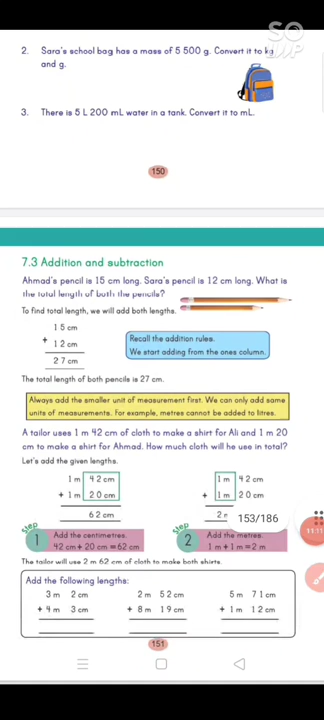 SO
2. Sara's school bag has a mass of 5 500 g. Convert it to kg
and g.
3. There is 5 L 200 mL water in a tank. Convert it to mL.
150
7.3 Addition and subtraction
Ahmad's pencil is 15 cm long. Sara's pencil is 12 cm long. What is
the total length of both the pencils?
To find total length, we will add both lengths.
15 cm
+ 12 cm
27 cm
Recall the addition rules.
We start adding from the ones column.
The total length of both pencils is 27 cm.
Always add the smaller unit of measurement first. We can only add same
units of measurements. For example, metres cannot be added to litres.
A tailor uses 1 m 42 cm of cloth to make a shirt for Ali and 1 m 20
cm to make a shirt for Ahmad. How much cloth will he use in total?
Let's add the given lengths.
1 m 42 cm
+ 1 m 20 cm
62 cm
Step 1
Add the centimetres.
42 cm + 20 cm = 62 cm
1 m 42 cm
+ 1 m 20 cm
2 m
153/186
Step 2
Add the metres.
1 m + 1 m = 2 m
11:11
The tailor will use 2 m 62 cm of cloth to make both shirts.
Add the following lengths:
3 m 2 cm
+ 4 m 3 cm
2 m 52 cm
+ 8 m 19 cm
5 m 71 cm
+ 1 m 12 cm
151